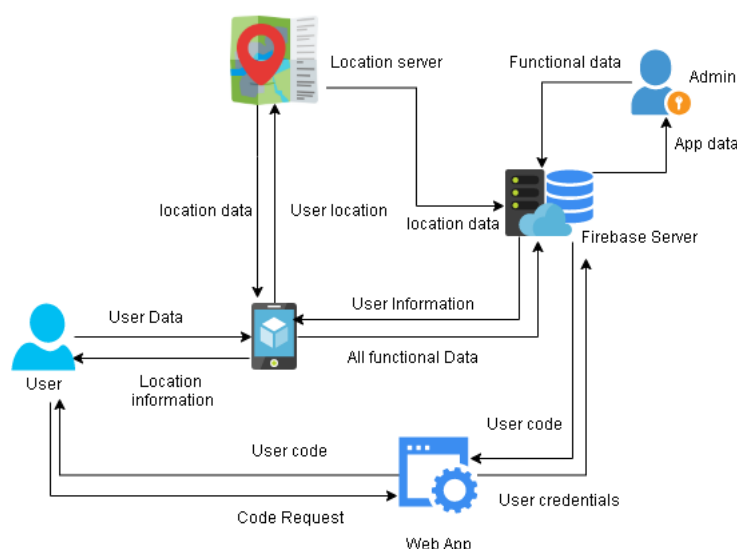 Location server
Functional data
Admin
App data
location data
User location
location data
Firebase Server
User Information
User Data
All functional Data
User
Location
information
User code
User code
User credentials
Code Request
Web App